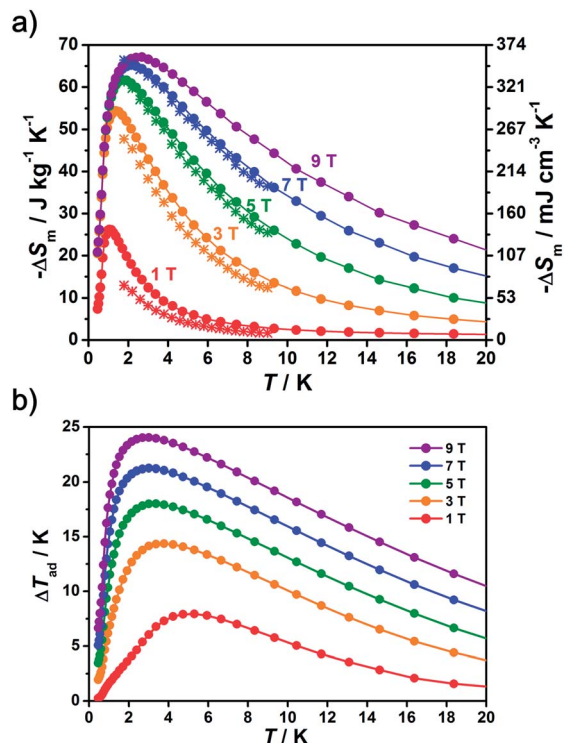 a)
70
60
50
40
30
20
10
0
-ΔSm / J kg-1 K-1
374
331
267
214
160
107
53
0
-ΔSm / mJ cm-3 K-1
9 T
7 T
5 T
3 T
1 T
0 2 4 6 8 10 12 14 16 18 20
T / K
b)
25
20
15
10
5
0
ΔTad / K
9 T
7 T
5 T
3 T
1 T
0 2 4 6 8 10 12 14 16 18 20
T / K